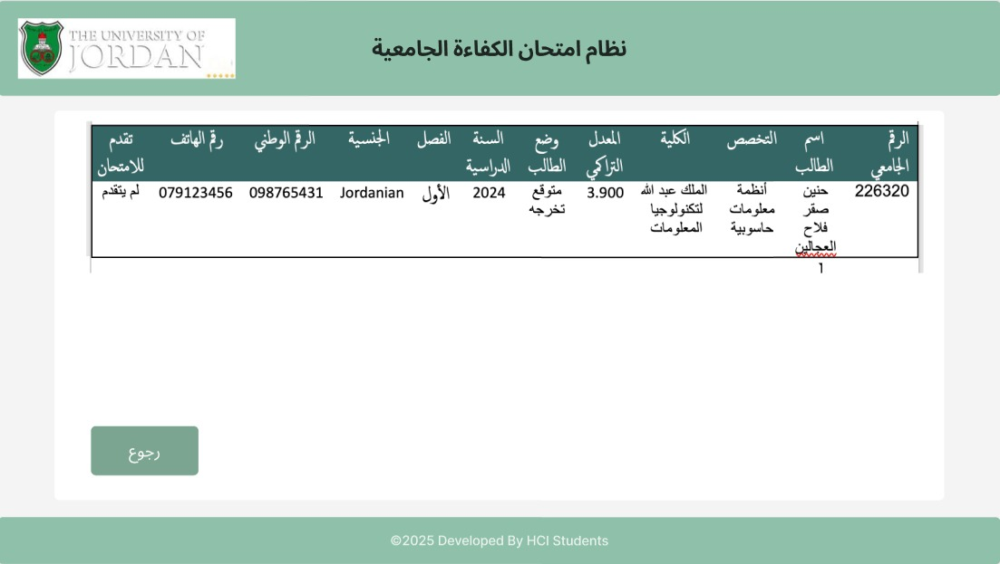 THE UNIVERSITY OF
JORDAN
نظام امتحان الكفاءة الجامعية
الرقم الجامعي
اسم الطالب
التخصص
الكلية
المعدل التراكمي
وضع الطالب
السنة الدراسية
الفصل
الجنسية
الرقم الوطني
رقم الهاتف
تقدم للامتحان
226320
حنين
صقر
فلاح
العجالين
أنظمة
معلومات
حاسوبية
الملك عبد الله
لتكنولوجيا
المعلومات
3.900
متوقع
تخرجه
2024
الأول
Jordanian
098765431
079123456
لم يتقدم
رجوع
©2025 Developed By HCI Students